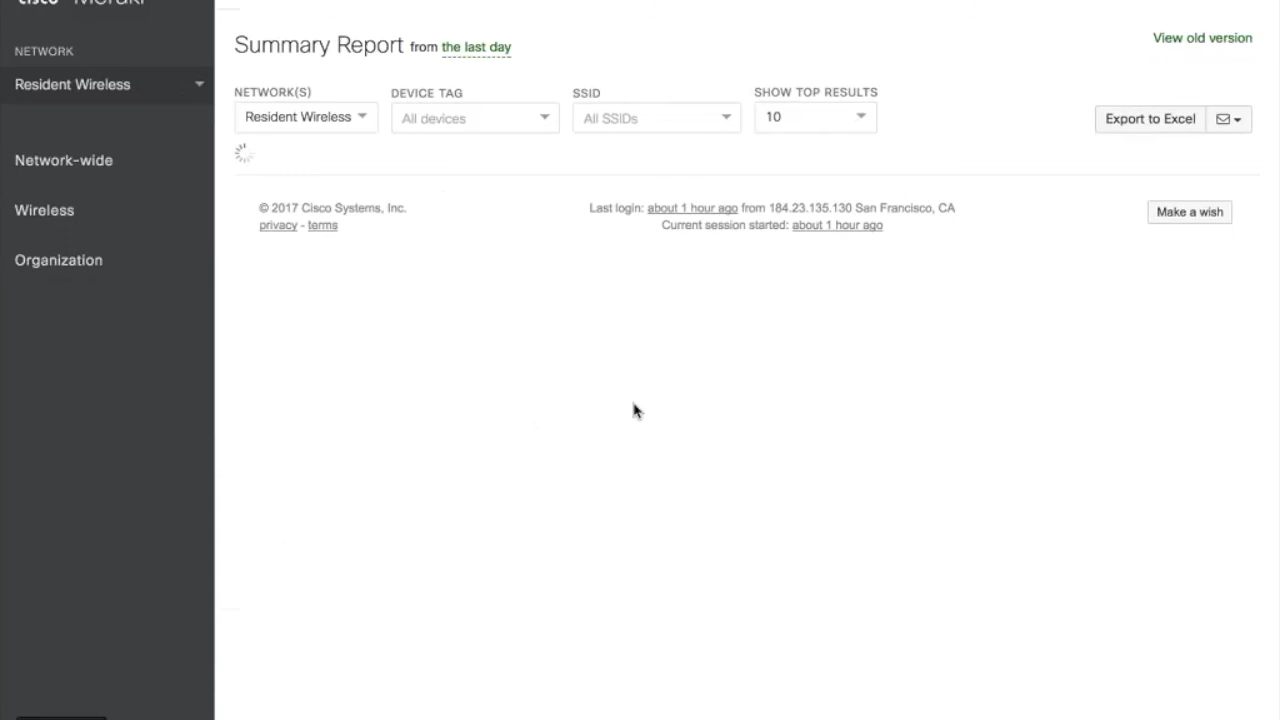 cisco Meraki
NETWORK
Resident Wireless
Network-wide
Wireless
Organization
Summary Report from the last day
View old version
NETWORK(S)
Resident Wireless
DEVICE TAG
All devices
SSID
All SSIDs
SHOW TOP RESULTS
10
Export to Excel
© 2017 Cisco Systems, Inc.
privacy - terms
Last login: about 1 hour ago from 184.23.135.130 San Francisco, CA
Current session started: about 1 hour ago
Make a wish